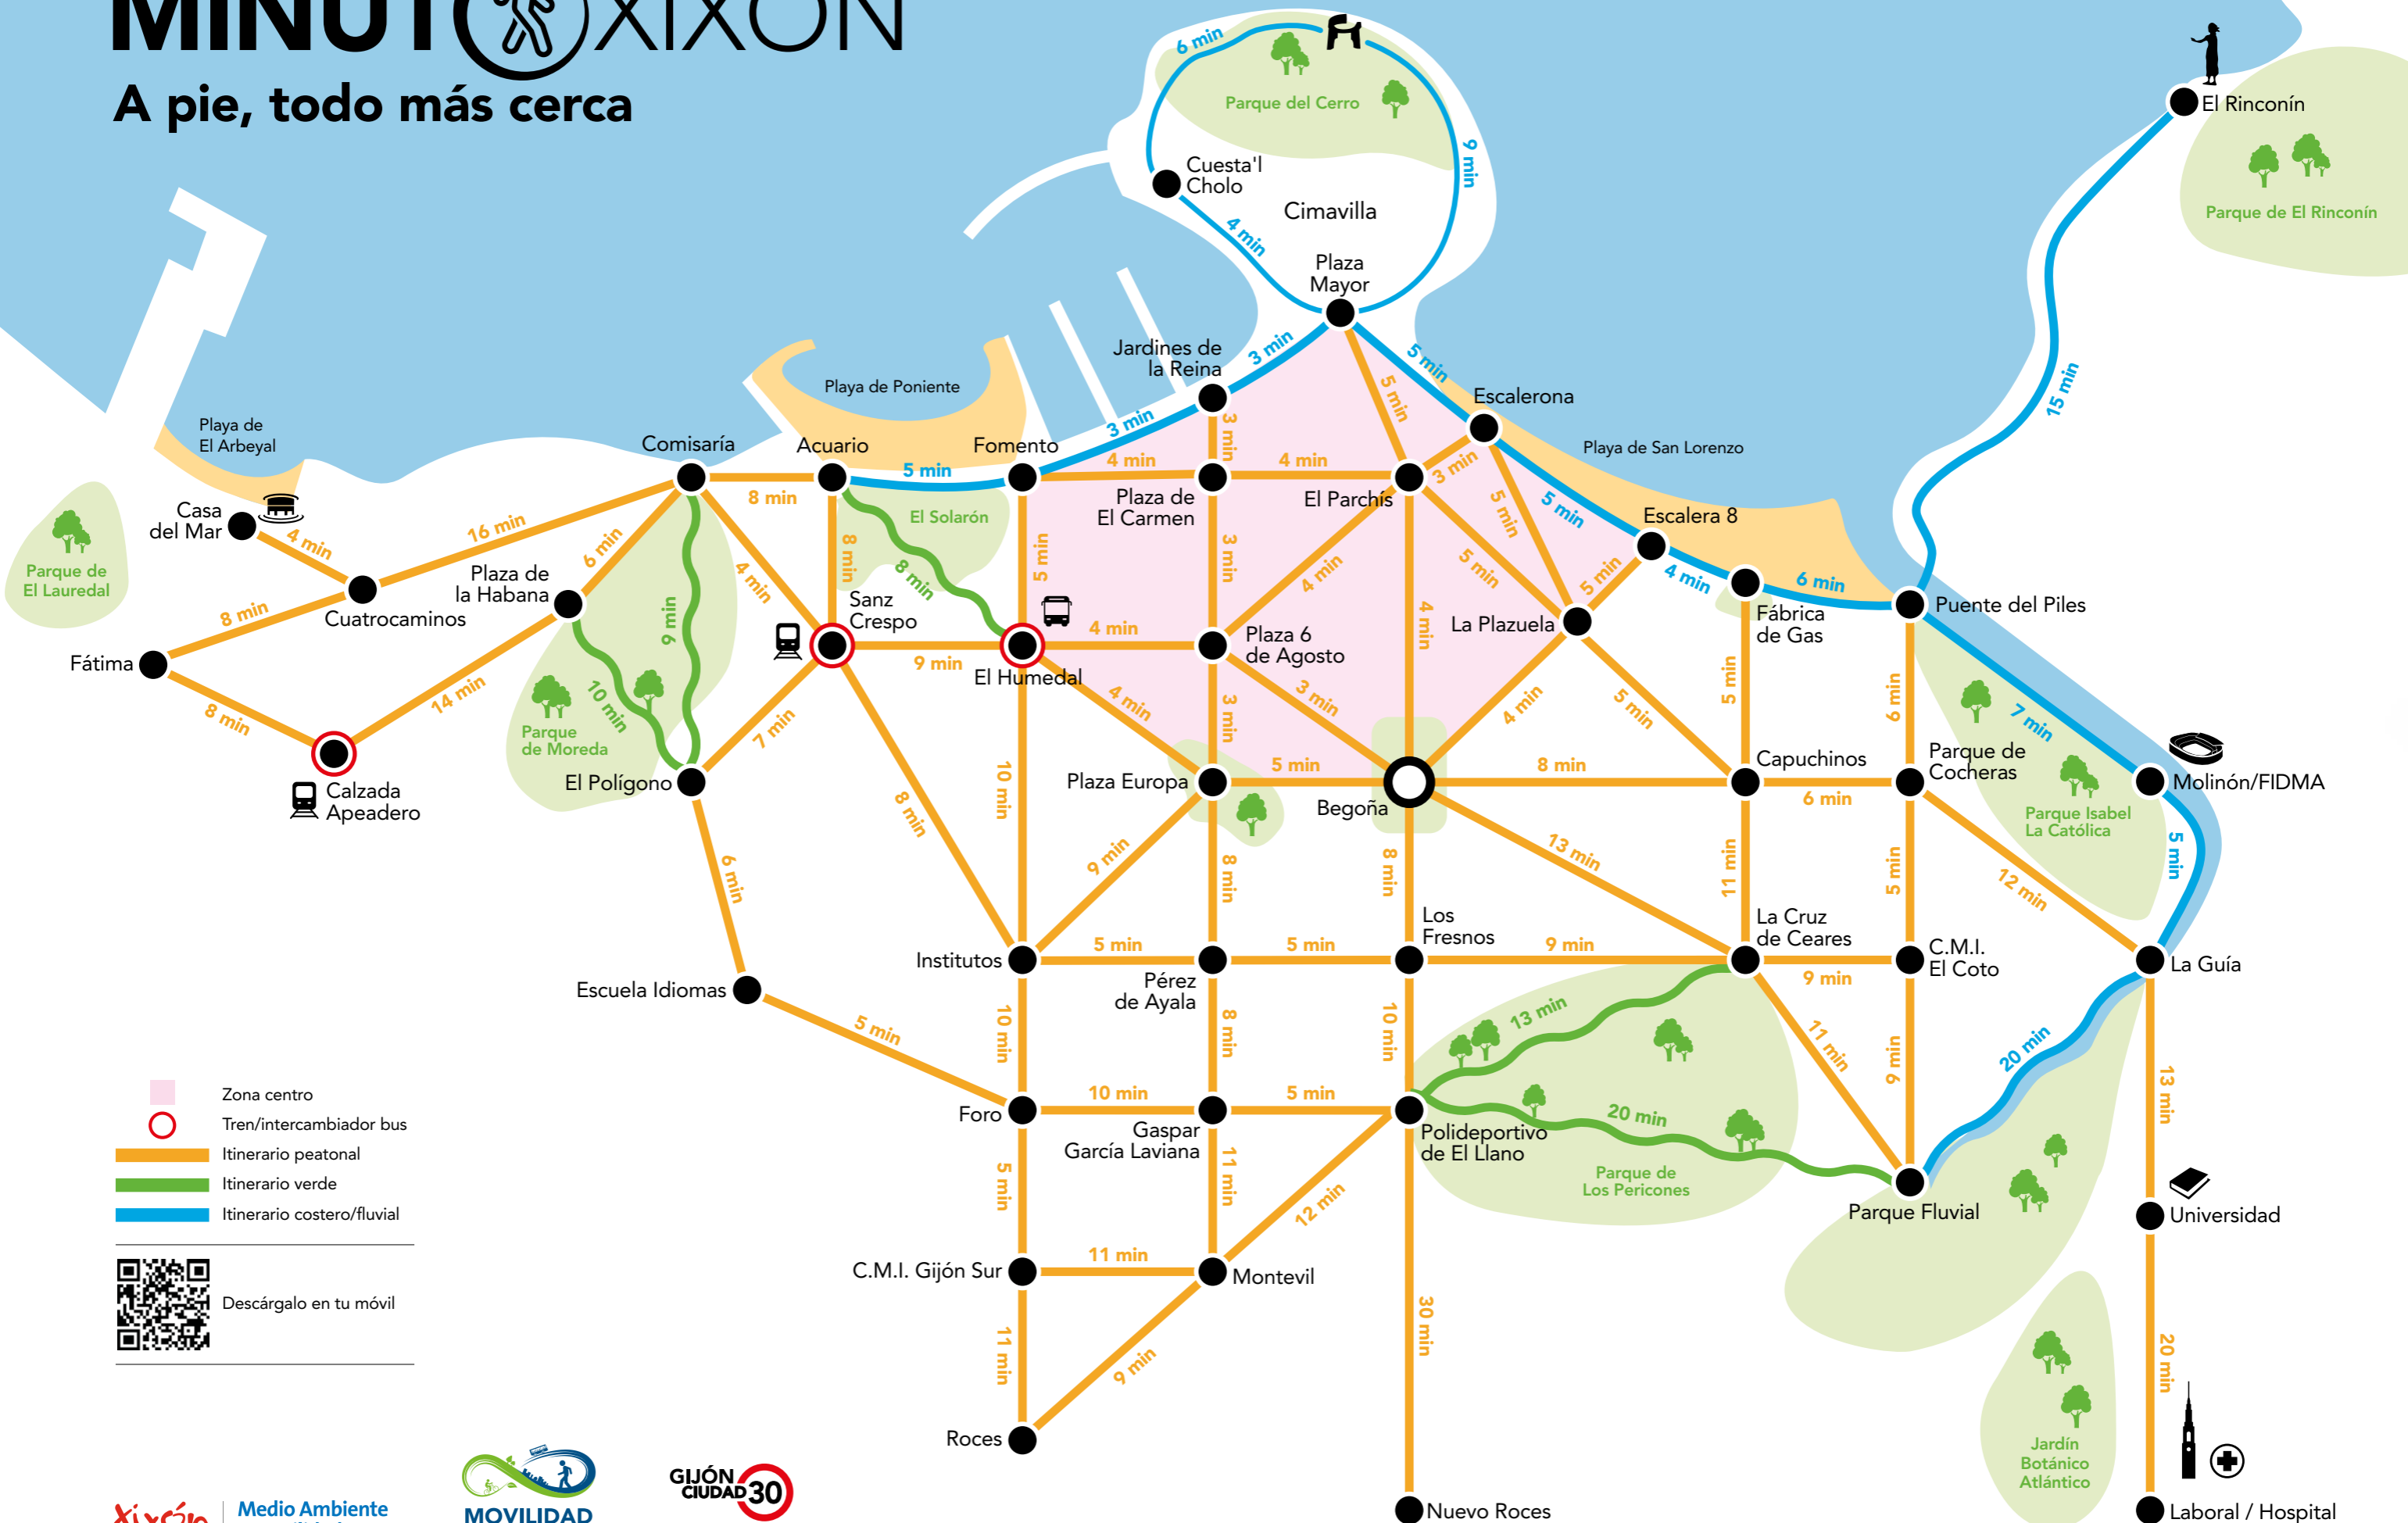 MINUT XIXÓN
A pie, todo más cerca
6 min
Parque del Cerro
9 min
Cuesta'l
Cholo
Cimavilla
4 min
Plaza
Mayor
El Rinconín
Parque de El Rinconín
15 min
Jardines de
la Reina
3 min
5 min
5 min
Escalerona
Playa de Poniente
Playa de
El Arbeyal
Comisaría
Acuario
Fomento
3 min
3 min
Playa de San Lorenzo
8 min
5 min
4 min
4 min
3 min
Plaza de
El Carmen
El Parchís
5 min
5 min
Escalera 8
Casa
del Mar
4 min
16 min
6 min
El Solarón
Parque de
El Lauredal
Plaza de
la Habana
4 min
8 min
8 min
5 min
3 min
4 min
5 min
5 min
4 min
6 min
8 min
Cuatrocaminos
9 min
Sanz
Crespo
4 min
Plaza 6
de Agosto
4 min
La Plazuela
Fábrica
de Gas
Puente del Piles
Fátima
9 min
El Humedal
8 min
14 min
10 min
Parque
de Moreda
7 min
4 min
3 min
3 min
4 min
5 min
5 min
6 min
7 min
Calzada
Apeadero
El Polígono
8 min
10 min
Plaza Europa
5 min
Begoña
8 min
Capuchinos
6 min
Parque de
Cocheras
Molinón/FIDMA
Parque Isabel
La Católica
6 min
9 min
8 min
8 min
13 min
11 min
5 min
12 min
5 min
Institutos
5 min
Pérez
de Ayala
5 min
Los
Fresnos
9 min
La Cruz
de Ceares
9 min
C.M.I.
El Coto
La Guía
Escuela Idiomas
5 min
10 min
8 min
10 min
13 min
11 min
9 min
20 min
13 min
Foro
10 min
Gaspar
García Laviana
5 min
Polideportivo
de El Llano
20 min
Parque de
Los Pericones
Parque Fluvial
Universidad
5 min
11 min
12 min
C.M.I. Gijón Sur
11 min
Montevil
11 min
9 min
30 min
20 min
Roces
Nuevo Roces
Jardín
Botánico
Atlántico
Laboral / Hospital
Zona centro
Tren/intercambiador bus
Itinerario peatonal
Itinerario verde
Itinerario costero/fluvial
Descárgalo en tu móvil
Xixón
Medio Ambiente
MOVILIDAD
GIJÓN
CIUDAD 30